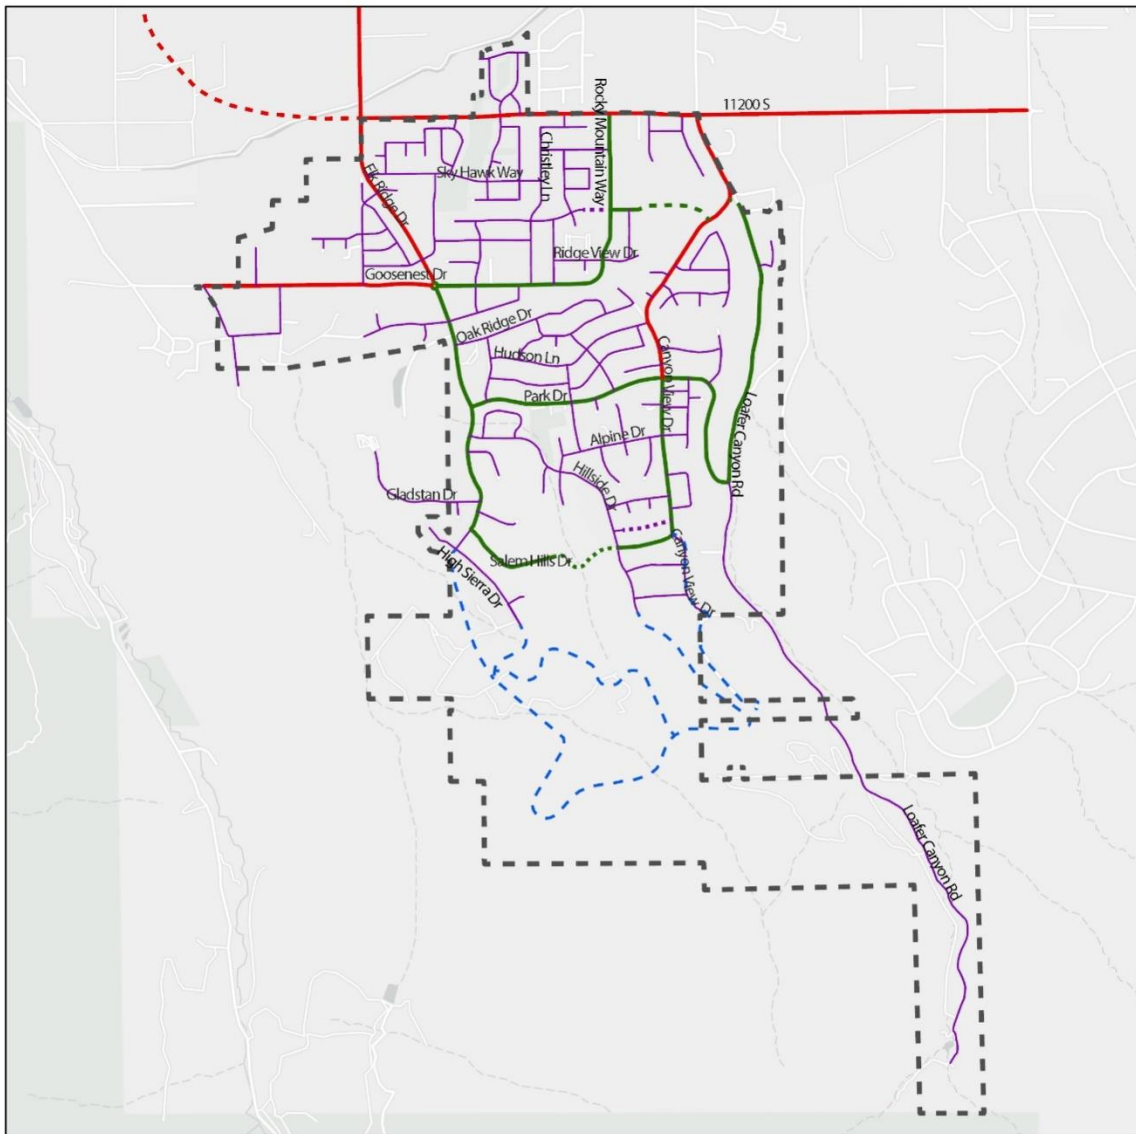 11200 S
Rocky Mountain Way
Christley Ln
Sky Hawk Way
Elk Ridge Dr
Ridge View Dr
Goosenest Dr
Oak Ridge Dr
Hudson Ln
Canyon View Dr
Park Dr
Loafer Canyon Rd
Alpine Dr
Hillside Dr
Gladstan Dr
Salem Hills Dr
High Sierra Dr
Canyon View Dr
Loafer Canyon Rd